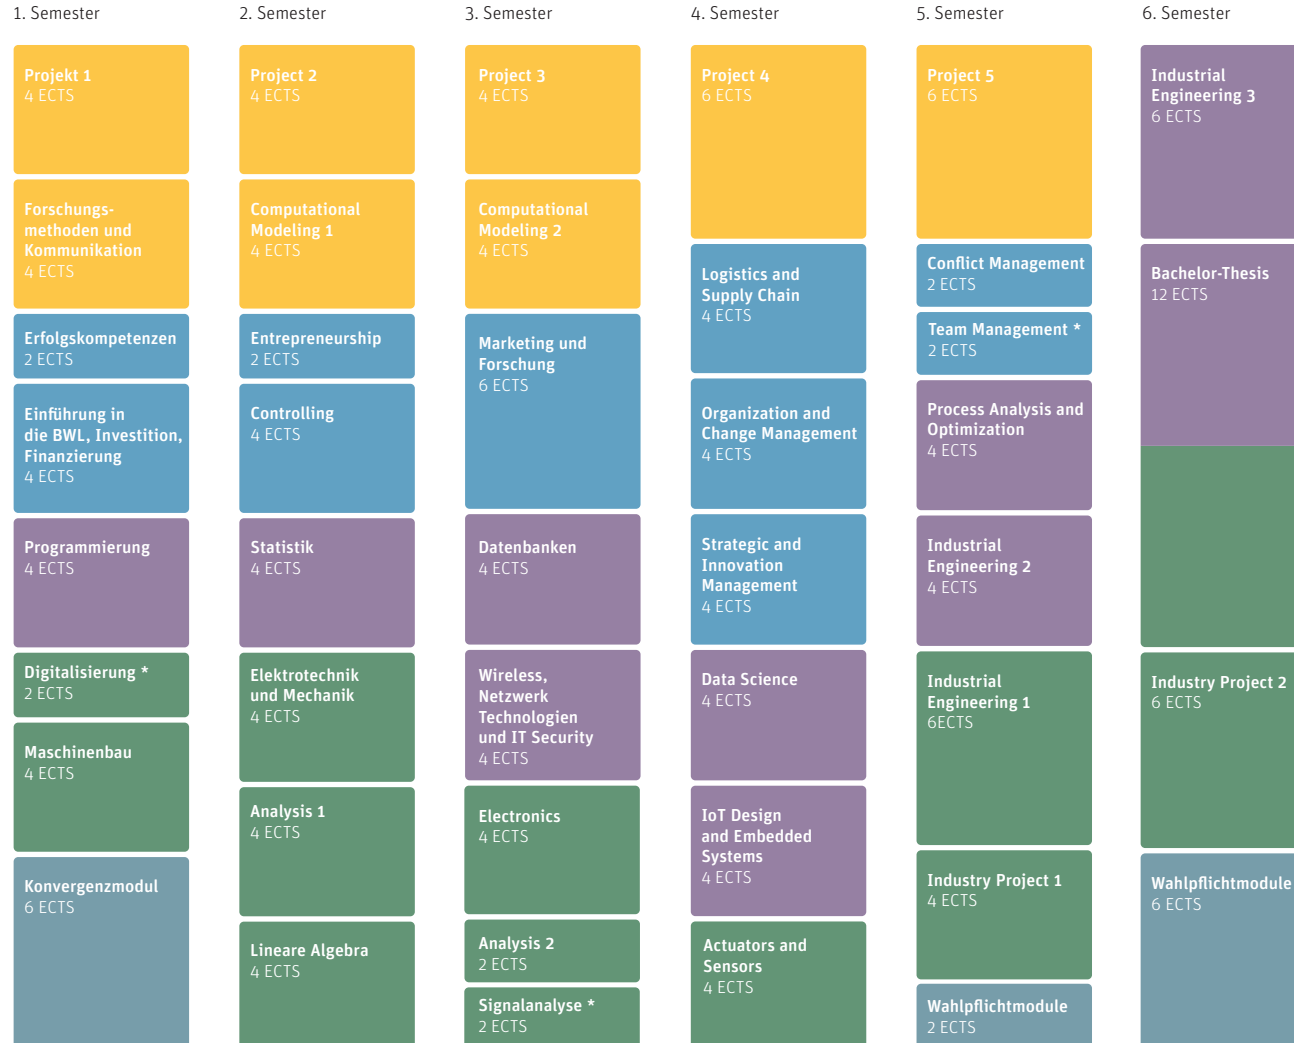 1. Semester
Projekt 1
4 ECTS
Forschungs-
methoden und
Kommunikation
4 ECTS
Erfolgskompetenzen
2 ECTS
Einführung in
die BWL, Investition,
Finanzierung
4 ECTS
Programmierung
4 ECTS
Digitalisierung *
2 ECTS
Maschinenbau
4 ECTS
Konvergenzmodul
6 ECTS
2. Semester
Project 2
4 ECTS
Computational
Modeling 1
4 ECTS
Entrepreneurship
2 ECTS
Controlling
4 ECTS
Statistik
4 ECTS
Elektrotechnik
und Mechanik
4 ECTS
Analysis 1
4 ECTS
Lineare Algebra
4 ECTS
3. Semester
Project 3
4 ECTS
Computational
Modeling 2
4 ECTS
Marketing und
Forschung
6 ECTS
Datenbanken
4 ECTS
Wireless,
Netzwerk
Technologien
und IT Security
4 ECTS
Electronics
4 ECTS
Analysis 2
2 ECTS
Signalanalyse *
2 ECTS
4. Semester
Project 4
6 ECTS
Logistics and
Supply Chain
4 ECTS
Organization and
Change Management
4 ECTS
Strategic and
Innovation
Management
4 ECTS
Data Science
4 ECTS
IoT Design
and Embedded
Systems
4 ECTS
Actuators and
Sensors
4 ECTS
5. Semester
Project 5
6 ECTS
Conflict Management
2 ECTS
Team Management *
2 ECTS
Process Analysis and
Optimization
4 ECTS
Industrial
Engineering 2
4 ECTS
Industrial
Engineering 1
6ECTS
Industry Project 1
4 ECTS
Wahlpflichtmodule
2 ECTS
6. Semester
Industrial
Engineering 3
6 ECTS
Bachelor-Thesis
12 ECTS
Industry Project 2
6 ECTS
Wahlpflichtmodule
6 ECTS